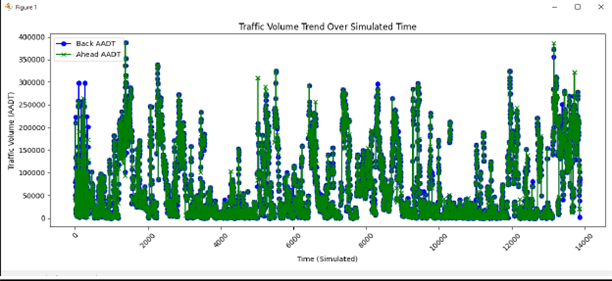 Figure 1
Traffic Volume Trend Over Simulated Time
Back AADT
Ahead AADT
Traffic Volume (AADT)
400000
350000
300000
250000
200000
150000
100000
50000
0
0
2000
4000
6000
8000
10000
12000
14000
Time (Simulated)